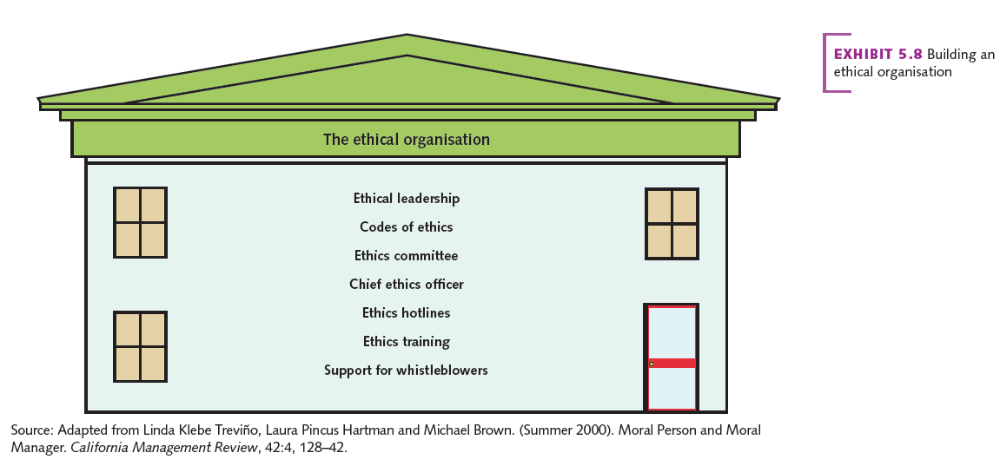 EXHIBIT 5.8 Building an
ethical organisation
The ethical organisation
Ethical leadership
Codes of ethics
Ethics committee
Chief ethics officer
Ethics hotlines
Ethics training
Support for whistleblowers
Source: Adapted from Linda Klebe Treviño, Laura Pincus Hartman and Michael Brown. (Summer 2000). Moral Person and Moral
Manager. California Management Review, 42:4, 128–42.